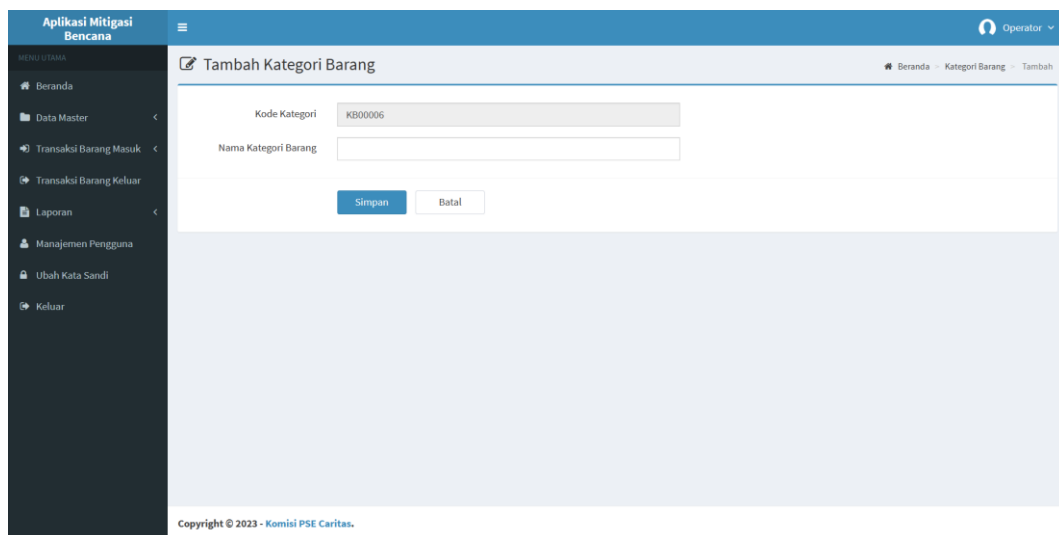 Aplikasi Mitigasi
Bencana
Operator
MENU UTAMA
Beranda
Data Master
Transaksi Barang Masuk
Transaksi Barang Keluar
Laporan
Manajemen Pengguna
Ubah Kata Sandi
Keluar
Tambah Kategori Barang
Beranda > Kategori Barang > Tambah
Kode Kategori KB00006
Nama Kategori Barang
Simpan Batal
Copyright © 2023 - Komisi PSE Caritas.